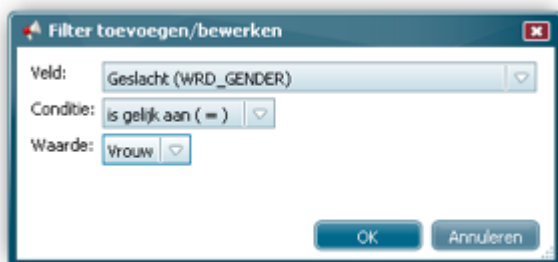 Filter toevoegen/bewerken
Veld: Geslacht (WRD_GENDER)
Conditie: is gelijk aan ( = )
Waarde: Vrouw
OK Annuleren